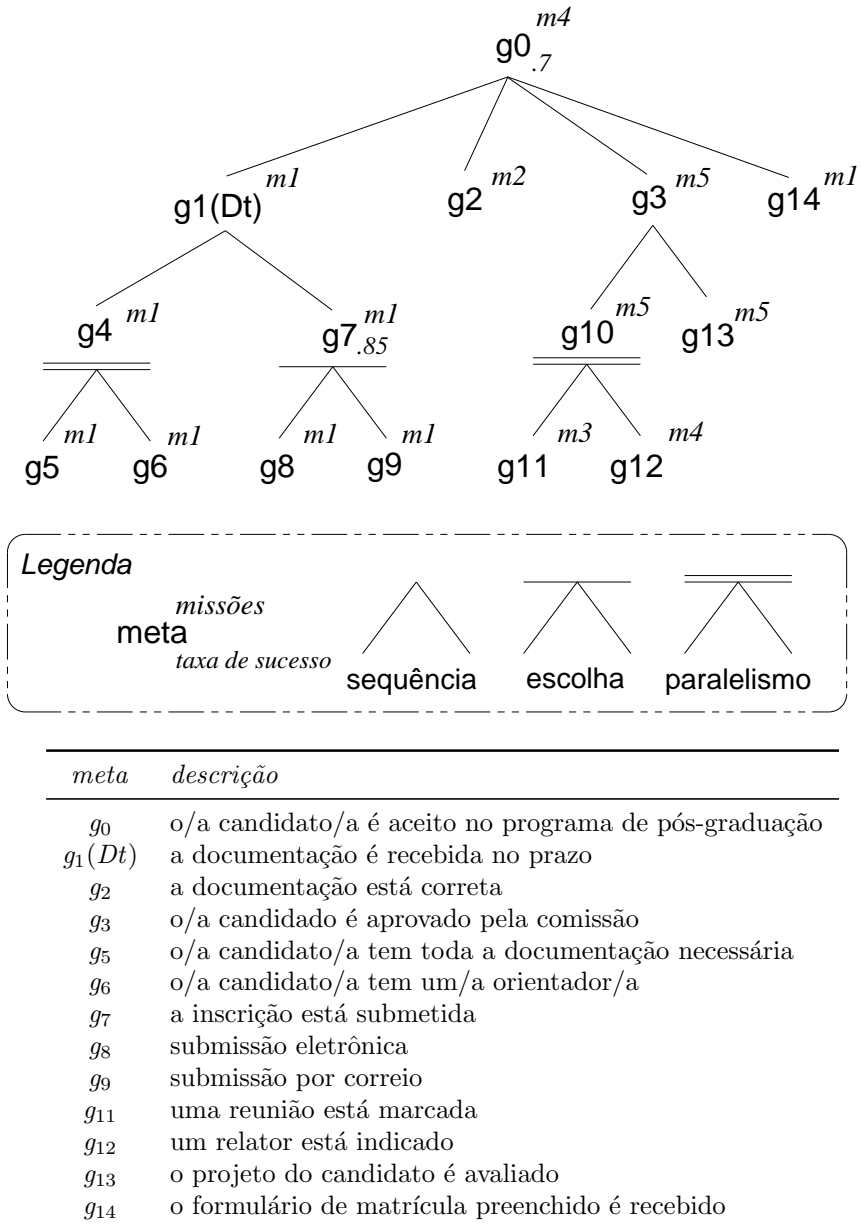 g0 m4 .7
g1(Dt) m1 g2 m2 g3 m5 g14 m1
g4 m1 g7 m1 .85 g10 m5 g13 m5
g5 m1 g6 m1 g8 m1 g9 m1 g11 m3 g12 m4
Legenda
meta missões taxa de sucesso
sequência escolha paralelismo
meta descrição
g0 o/a candidato/a é aceito no programa de pós-graduação
g1(Dt) a documentação é recebida no prazo
g2 a documentação está correta
g3 o/a candidado é aprovado pela comissão
g5 o/a candidato/a tem toda a documentação necessária
g6 o/a candidato/a tem um/a orientador/a
g7 a inscrição está submetida
g8 submissão eletrônica
g9 submissão por correio
g11 uma reunião está marcada
g12 um relator está indicado
g13 o projeto do candidato é avaliado
g14 o formulário de matrícula preenchido é recebido